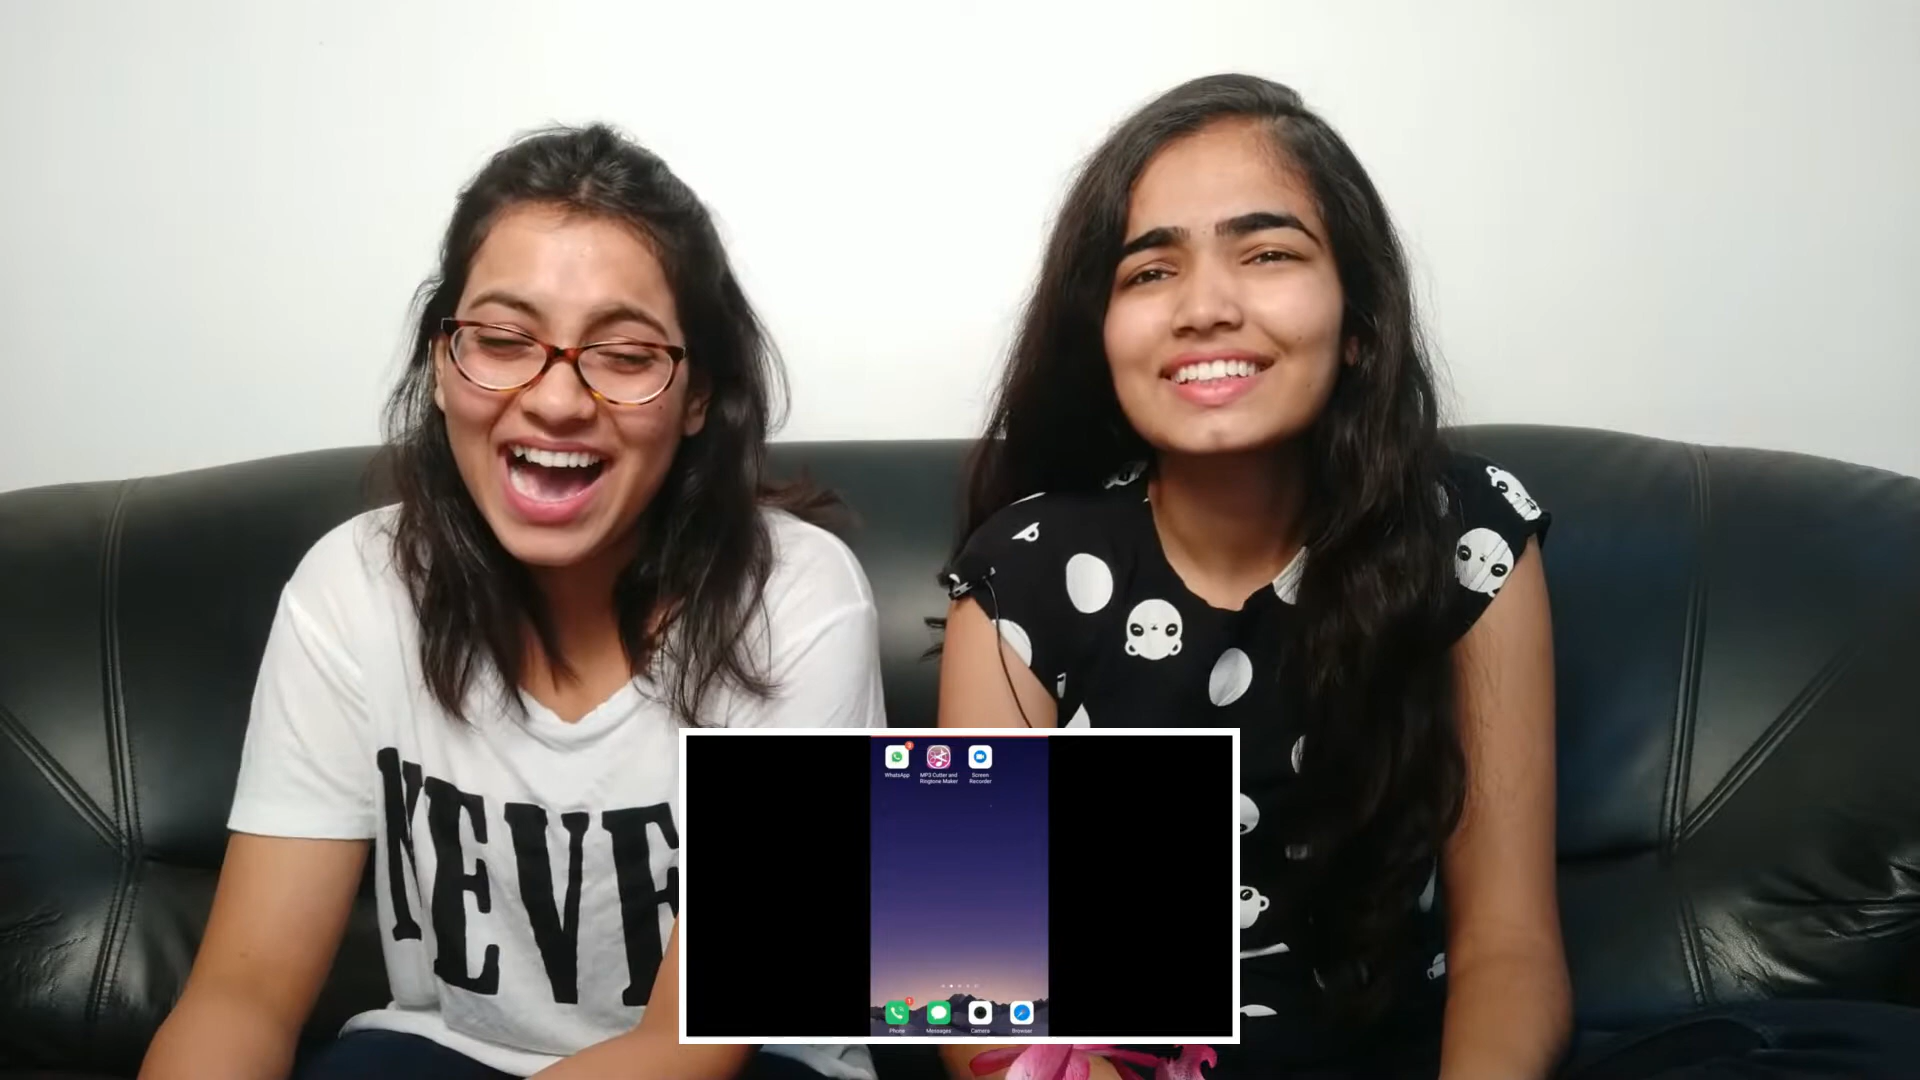 NEVE
WhatsApp
MP3 Cutter and
Ringtone Maker
Screen
Recorder
Phone
Messages
Camera
Browser